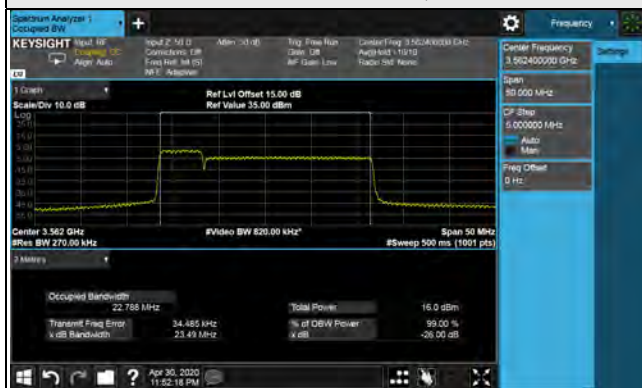 Spectrum Analyzer 1
Occupied BW
Frequency
KEYSIGHT Input: RF
Coupling: DC
Align: Auto
Input Z: 50 Ω
Corrections: Off
Freq Ref: Int (S)
NFE: Adaptive
Atten: 30 dB
Trig: Free Run
Gate: Off
#IF Gain: Low
Center Freq: 3.562400000 GHz
Avg|Hold: 10/10
Radio Std: None
Center Frequency
3.562400000 GHz
Settings
Span
50.000 MHz
CF Step
5.000000 MHz
Auto
Man
Freq Offset
0 Hz
1 Graph
Scale/Div 10.0 dB
Log
Ref Lvl Offset 15.00 dB
Ref Value 35.00 dBm
Center 3.562 GHz
#Res BW 270.00 kHz
#Video BW 820.00 kHz*
Span 50 MHz
#Sweep 500 ms (1001 pts)
2 Metrics
Occupied Bandwidth
22.788 MHz
Total Power 16.0 dBm
Transmit Freq Error 34.485 kHz
% of OBW Power 99.00 %
x dB Bandwidth 23.49 MHz
x dB -26.00 dB
?
Apr 30, 2020
11:52:16 PM